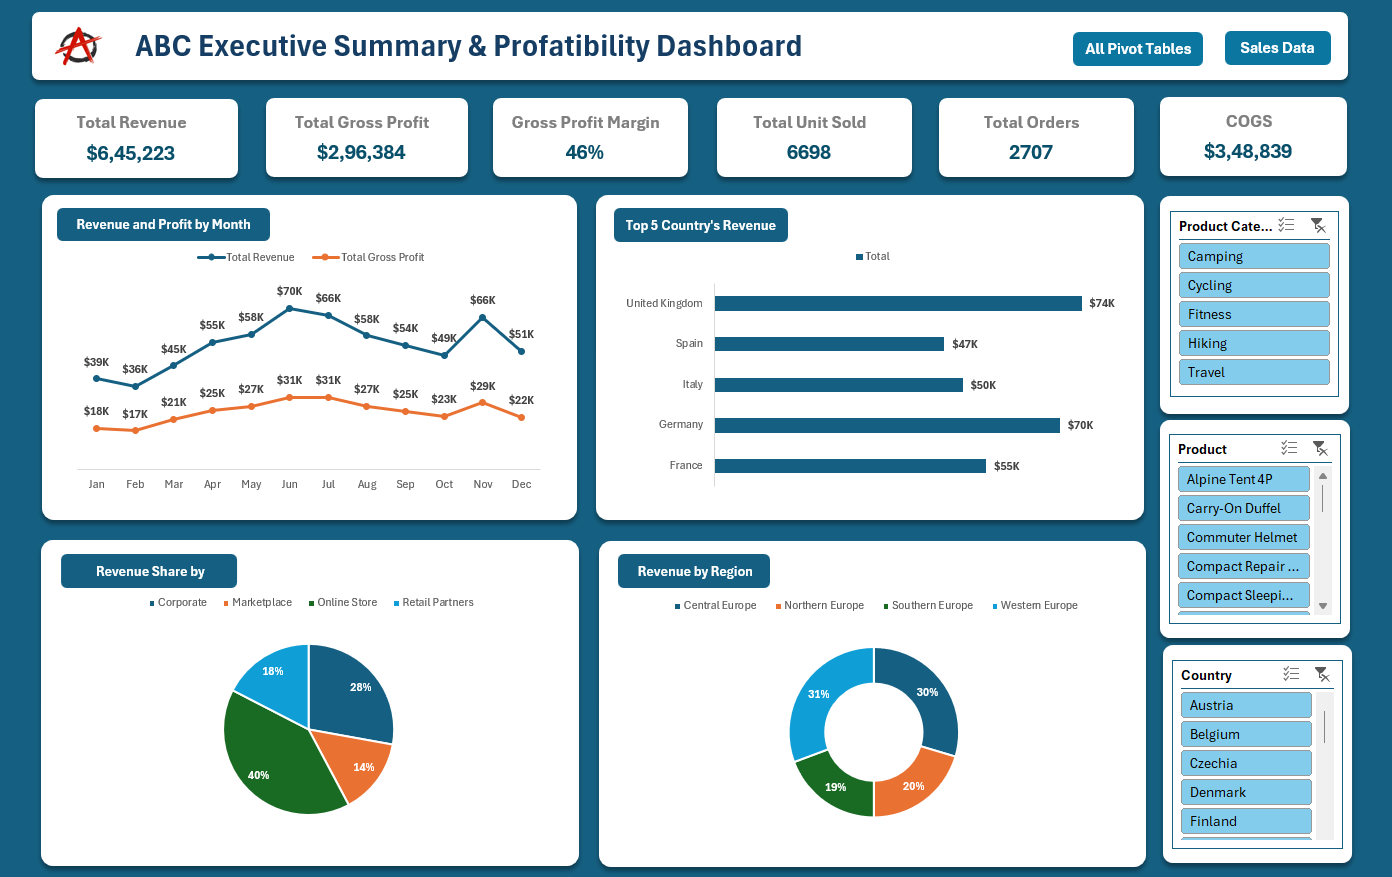 ABC Executive Summary & Profatibility Dashboard
All Pivot Tables
Sales Data
Total Revenue
$6,45,223
Total Gross Profit
$2,96,384
Gross Profit Margin
46%
Total Unit Sold
6698
Total Orders
2707
COGS
$3,48,839
Revenue and Profit by Month
Total Revenue
Total Gross Profit
$39K
$36K
$45K
$55K
$58K
$70K
$66K
$58K
$54K
$49K
$66K
$51K
$18K
$17K
$21K
$25K
$27K
$31K
$31K
$27K
$25K
$23K
$29K
$22K
Jan
Feb
Mar
Apr
May
Jun
Jul
Aug
Sep
Oct
Nov
Dec
Top 5 Country's Revenue
Total
United Kingdom
$74K
Spain
$47K
Italy
$50K
Germany
$70K
France
$55K
Product Cate...
Camping
Cycling
Fitness
Hiking
Travel
Product
Alpine Tent 4P
Carry-On Duffel
Commuter Helmet
Compact Repair ...
Compact Sleepi...
Revenue Share by
Corporate
Marketplace
Online Store
Retail Partners
18%
28%
40%
14%
Revenue by Region
Central Europe
Northern Europe
Southern Europe
Western Europe
31%
30%
19%
20%
Country
Austria
Belgium
Czechia
Denmark
Finland